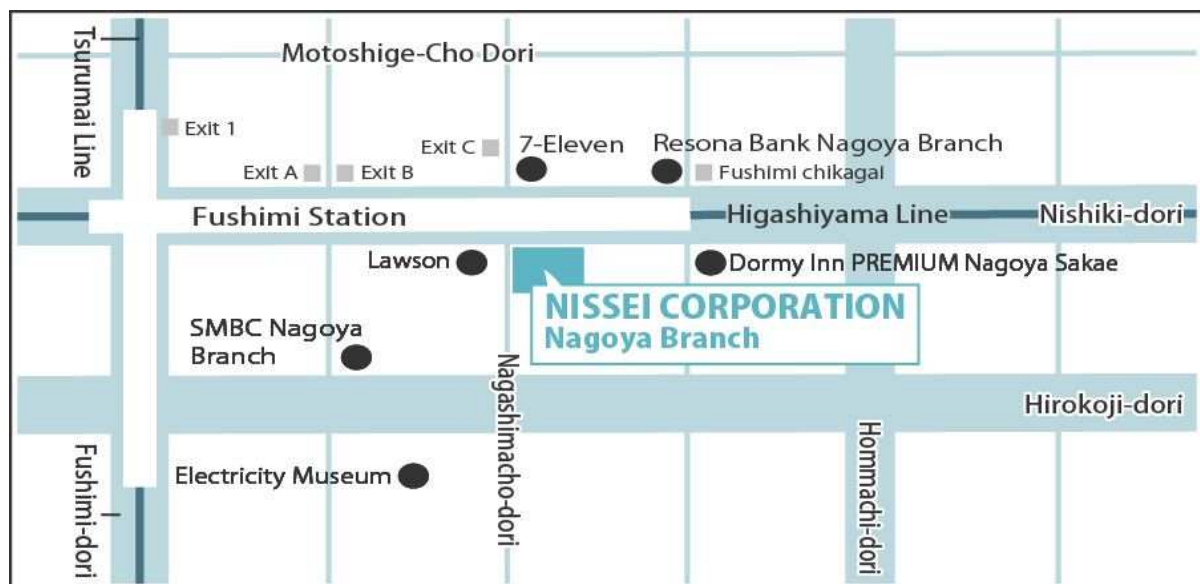 Tsurumai Line
Motoshige-Cho Dori
Exit 1
Exit C
7-Eleven
Resona Bank Nagoya Branch
Exit A
Exit B
Fushimi chikagai
Fushimi Station
Higashiyama Line
Nishiki-dori
Lawson
Dormy Inn PREMIUM Nagoya Sakae
NISSEI CORPORATION
Nagoya Branch
SMBC Nagoya
Branch
Nagashimacho-dori
Hirokoji-dori
Fushimi-dori
Electricity Museum
Hommachi-dori